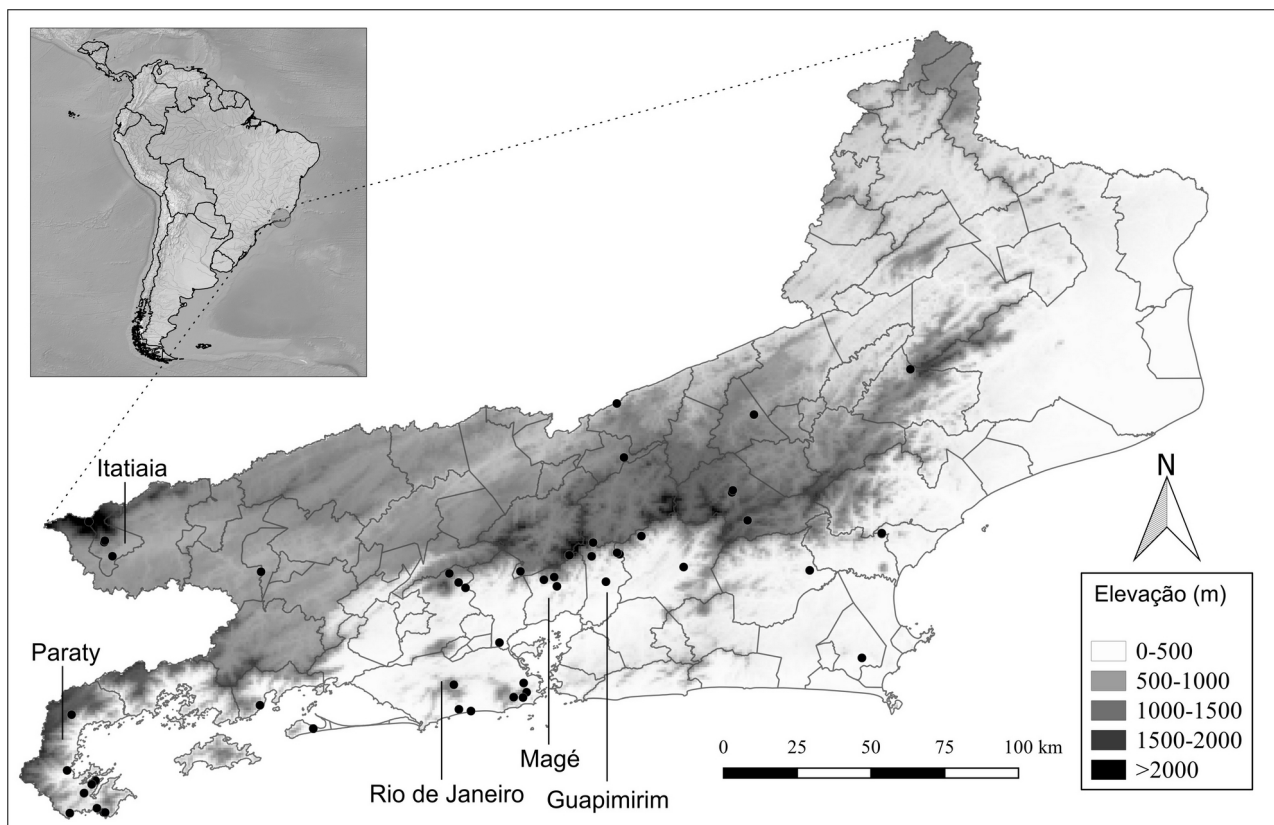 Itatiaia
Paraty
Rio de Janeiro
Magé
Guapimirim
N
0 25 50 75 100 km
Elevação (m)
0-500
500-1000
1000-1500
1500-2000
>2000